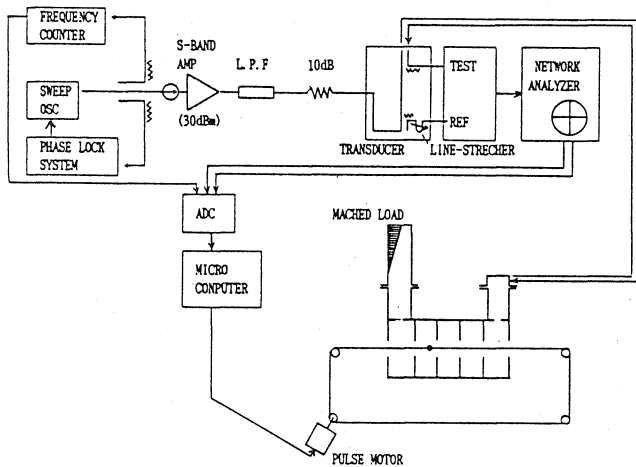 FREQUENCY
COUNTER
S-BAND
AMP
(30dBm)
L.P.F
10dB
SWEEP
OSC
PHASE LOCK
SYSTEM
TEST
REF
TRANSDUCER
LINE-STRECHER
NETWORK
ANALYZER
ADC
MICRO
CONPUTER
MACHED LOAD
PULSE MOTOR